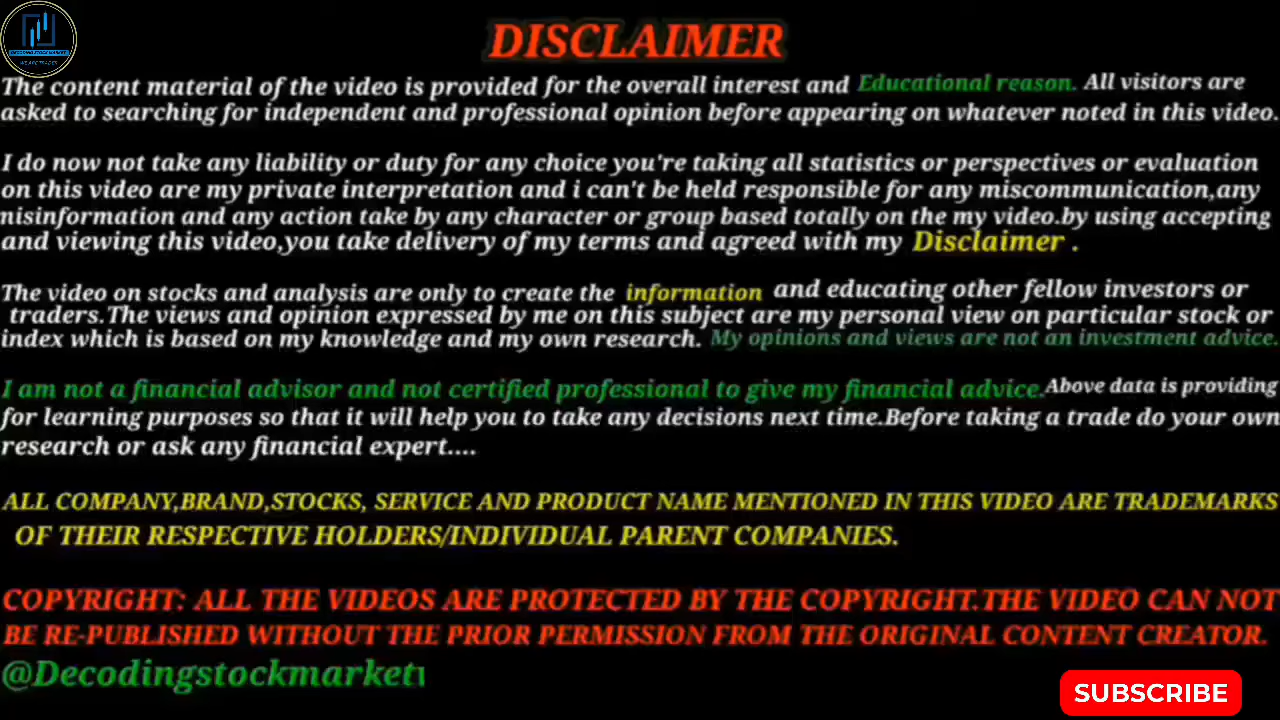 DISCLAIMER
The content material of the video is provided for the overall interest and Educational reason. All visitors are
asked to searching for independent and professional opinion before appearing on whatever noted in this video.
I do now not take any liability or duty for any choice you're taking all statistics or perspectives or evaluation
on this video are my private interpretation and i can't be held responsible for any miscommunication,any
nisinformation and any action take by any character or group based totally on the my video.by using accepting
and viewing this video,you take delivery of my terms and agreed with my Disclaimer .
The video on stocks and analysis are only to create the information and educating other fellow investors or
traders.The views and opinion expressed by me on this subject are my personal view on particular stock or
index which is based on my knowledge and my own research. My opinions and views are not an investment advice.
I am not a financial advisor and not certified professional to give my financial advice.Above data is providing
for learning purposes so that it will help you to take any decisions next time.Before taking a trade do your own
research or ask any financial expert....
ALL COMPANY,BRAND,STOCKS, SERVICE AND PRODUCT NAME MENTIONED IN THIS VIDEO ARE TRADEMARKS
OF THEIR RESPECTIVE HOLDERS/INDIVIDUAL PARENT COMPANIES.
COPYRIGHT: ALL THE VIDEOS ARE PROTECTED BY THE COPYRIGHT.THE VIDEO CAN NOT
BE RE-PUBLISHED WITHOUT THE PRIOR PERMISSION FROM THE ORIGINAL CONTENT CREATOR.
@Decodingstockmarket1
SUBSCRIBE